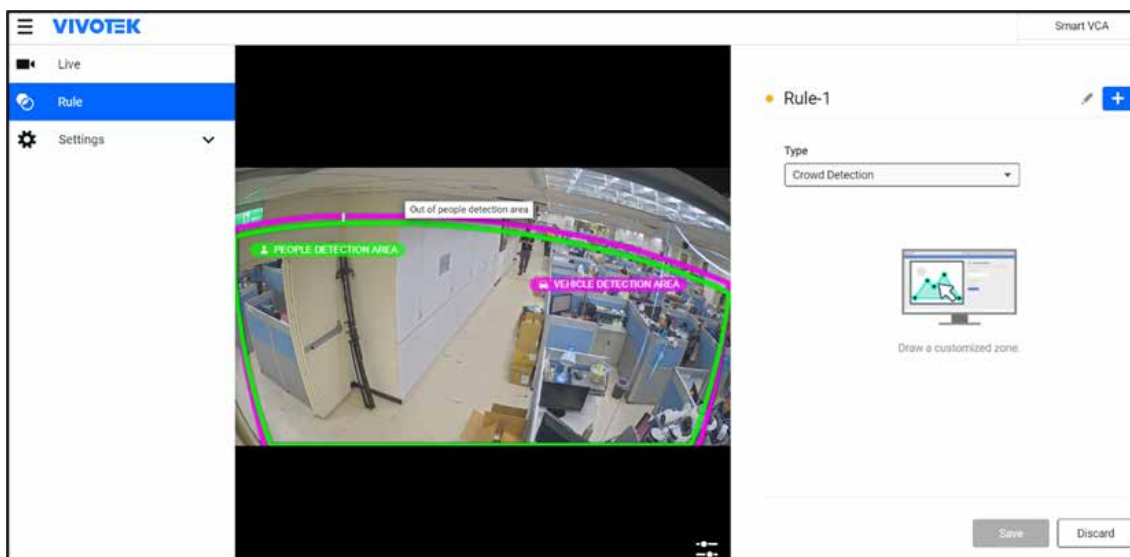 VIVOTEK
Smart VCA
Live
Rule
Settings
Out of people detection area
PEOPLE DETECTION AREA
VEHICLE DETECTION AREA
Rule-1
Type
Crowd Detection
Draw a customized zone.
Save
Discard